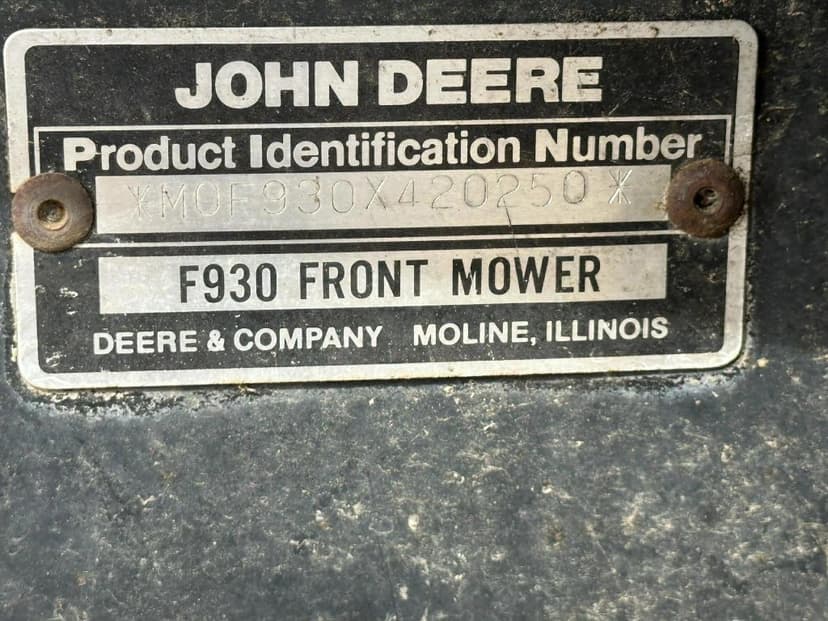 JOHN DEERE
Product Identification Number
*M0F930X420250*
F930 FRONT MOWER
DEERE & COMPANY MOLINE, ILLINOIS